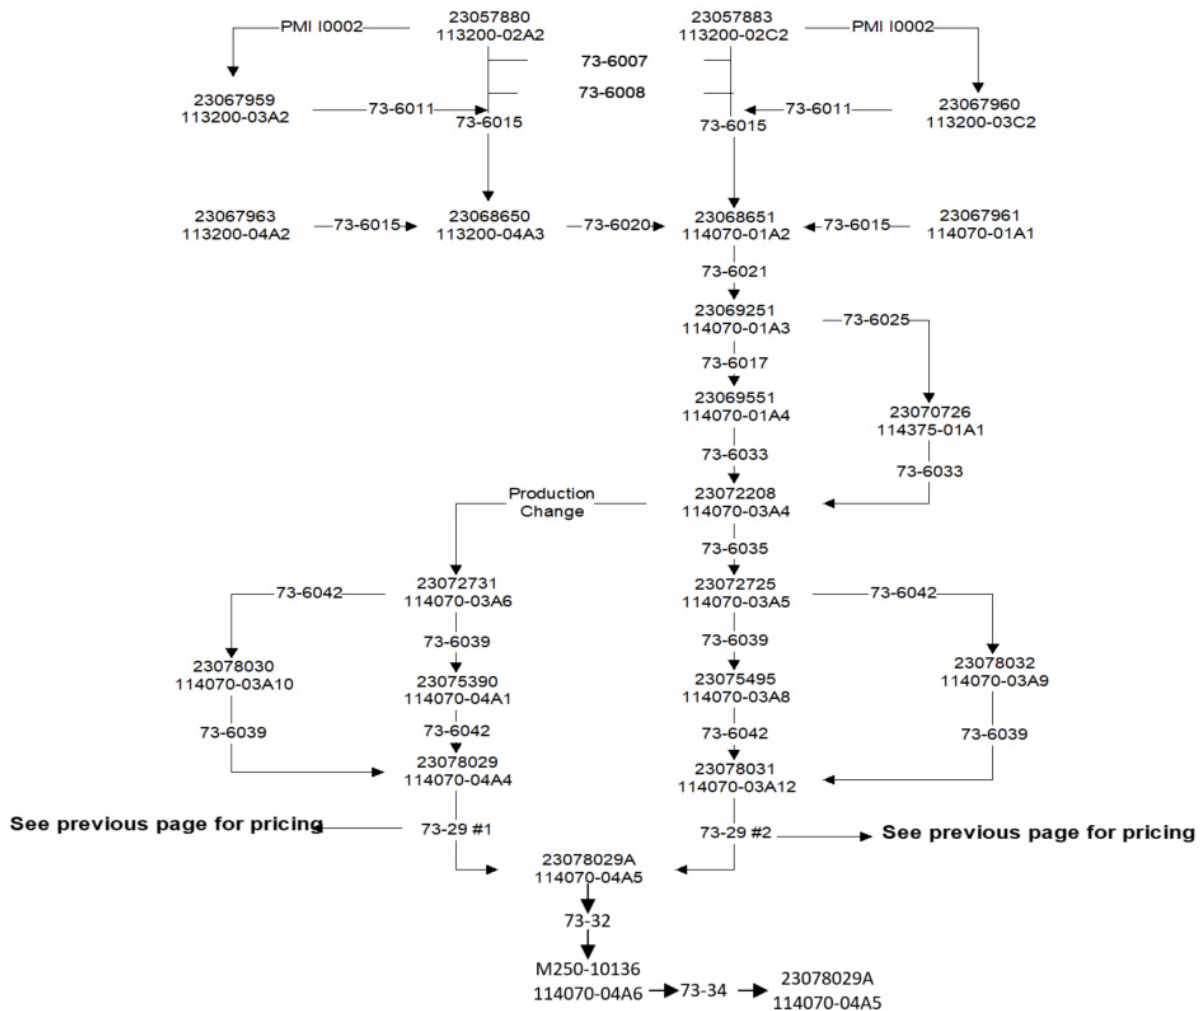 PMI I0002
23057880
113200-02A2
23057883
113200-02C2
PMI I0002
73-6007
73-6008
23067959
113200-03A2
73-6011
73-6015
73-6015
73-6011
23067960
113200-03C2
23067963
113200-04A2
73-6015
23068650
113200-04A3
73-6020
23068651
114070-01A2
73-6015
23067961
114070-01A1
73-6021
23069251
114070-01A3
73-6025
73-6017
23069551
114070-01A4
23070726
114375-01A1
73-6033
73-6033
Production
Change
23072208
114070-03A4
73-6035
73-6042
23072731
114070-03A6
23072725
114070-03A5
73-6042
73-6039
73-6039
23078030
114070-03A10
23075390
114070-04A1
23075495
114070-03A8
23078032
114070-03A9
73-6039
73-6042
73-6042
73-6039
23078029
114070-04A4
23078031
114070-03A12
See previous page for pricing
73-29 #1
73-29 #2
See previous page for pricing
23078029A
114070-04A5
73-32
M250-10136
114070-04A6
73-34
23078029A
114070-04A5